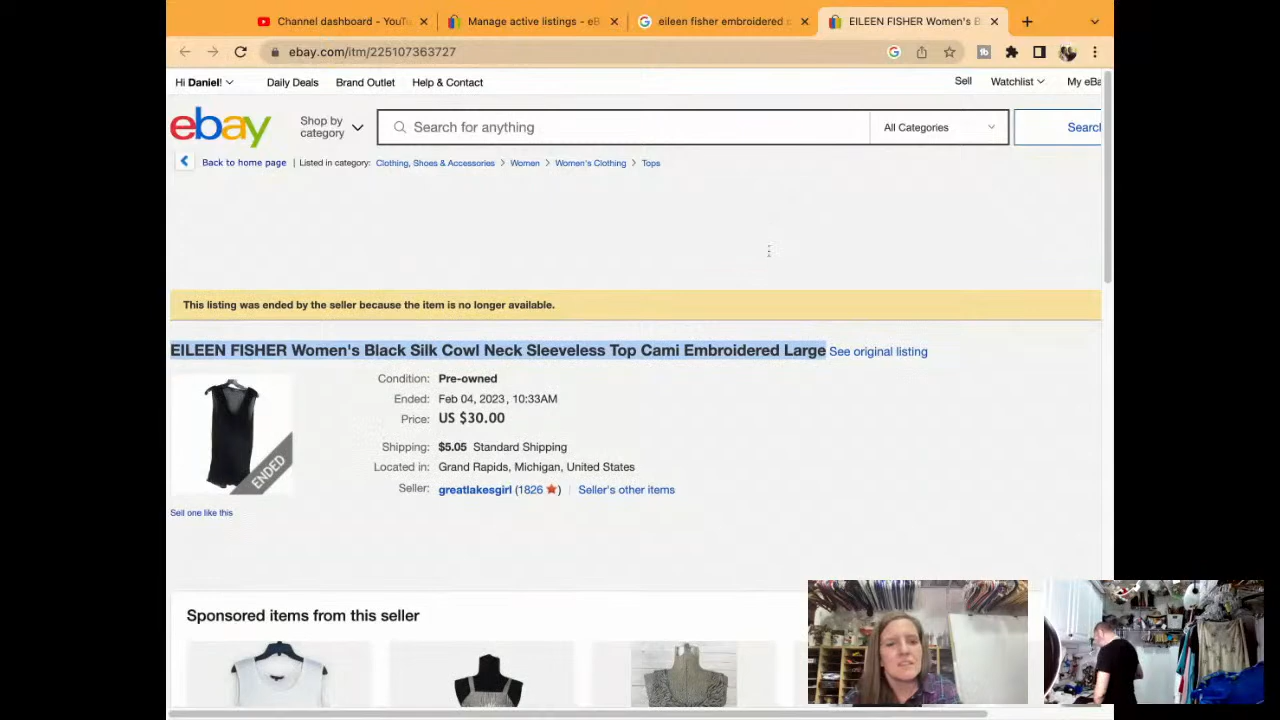 Channel dashboard - YouTu
Manage active listings - eB
eileen fisher embroidered
EILEEN FISHER Women's B
ebay.com/itm/225107363727
Hi Daniel!
Daily Deals
Brand Outlet
Help & Contact
Sell
Watchlist
My eBa
ebay
Shop by
category
Search for anything
All Categories
Search
Back to home page
| Listed in category:
Clothing, Shoes & Accessories
Women
Women's Clothing
Tops
This listing was ended by the seller because the item is no longer available.
EILEEN FISHER Women's Black Silk Cowl Neck Sleeveless Top Cami Embroidered Large
See original listing
ENDED
Condition: Pre-owned
Ended: Feb 04, 2023 , 10:33AM
Price: US $30.00
Shipping: $5.05 Standard Shipping
Located in: Grand Rapids, Michigan, United States
Seller: greatlakesgirl (1826 ) | Seller's other items
Sell one like this
Sponsored items from this seller